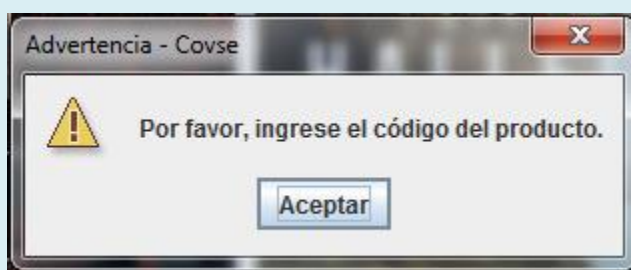 Advertencia - Covse
Por favor, ingrese el código del producto.
Aceptar